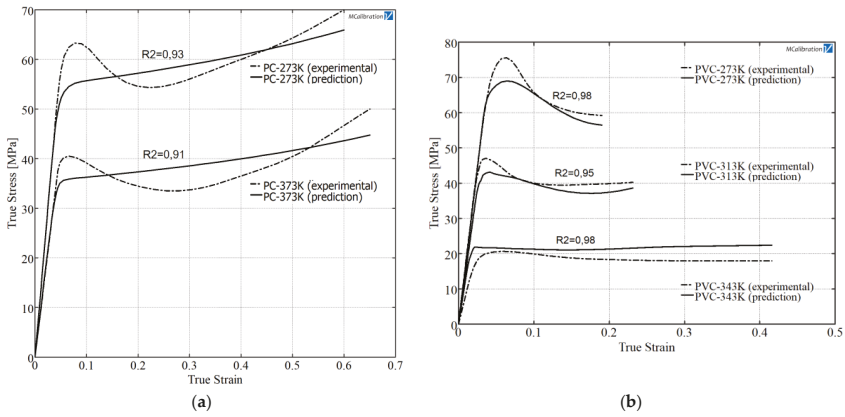 MCalibration
70
60
50
40
30
20
10
0
True Stress [MPa]
R2=0,93
PC-273K (experimental)
PC-273K (prediction)
R2=0,91
PC-373K (experimental)
PC-373K (prediction)
0 0.1 0.2 0.3 0.4 0.5 0.6 0.7
True Strain
(a)
MCalibration
80
70
60
50
40
30
20
10
0
True Stress [MPa]
PVC-273K (experimental)
PVC-273K (prediction)
R2=0,98
PVC-313K (experimental)
PVC-313K (prediction)
R2=0,95
R2=0,98
PVC-343K (experimental)
PVC-343K (prediction)
0 0.1 0.2 0.3 0.4 0.5
True Strain
(b)